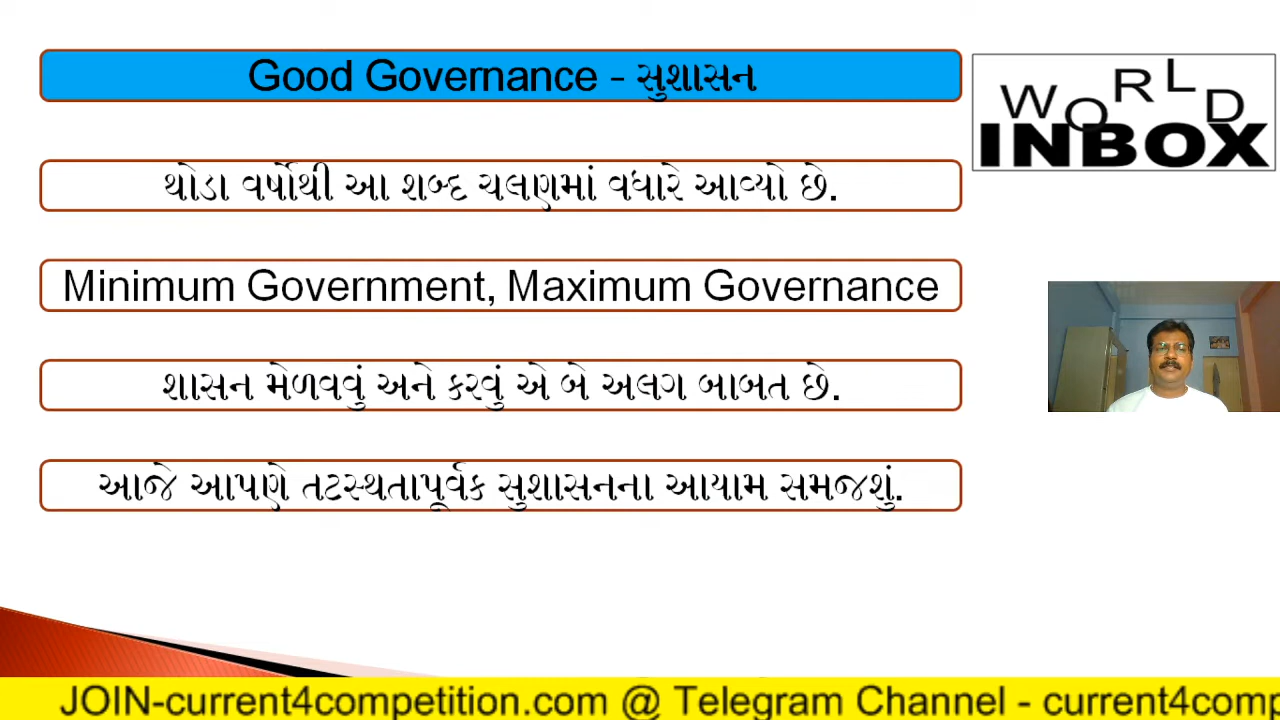 Good Governance - સુશાસન
WORLD
INBOX
થોડા વર્ષોથી આ શબ્દ ચલણમાં વધારે આવ્યો છે.
Minimum Government, Maximum Governance
શાસન મેળવવું અને કરવું એ બે અલગ બાબત છે.
આજે આપણે તટસ્થતાપૂર્વક સુશાસનના આયામ સમજશું.
JOIN-current4competition.com @ Telegram Channel - current4comp